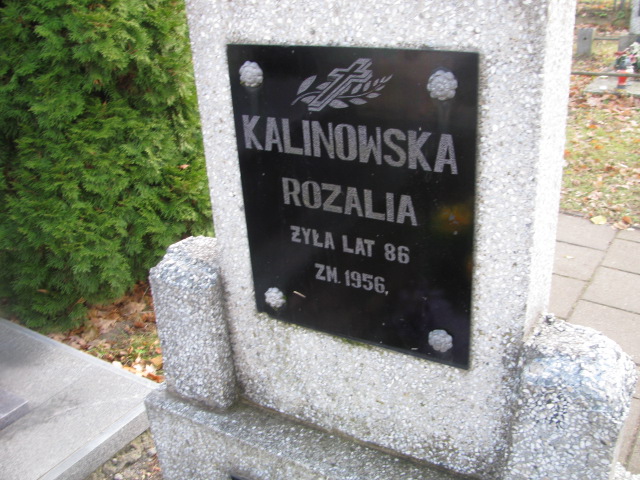 KALINOWSKA
ROZALIA
ŻYŁA LAT 86
ZM. 1956.